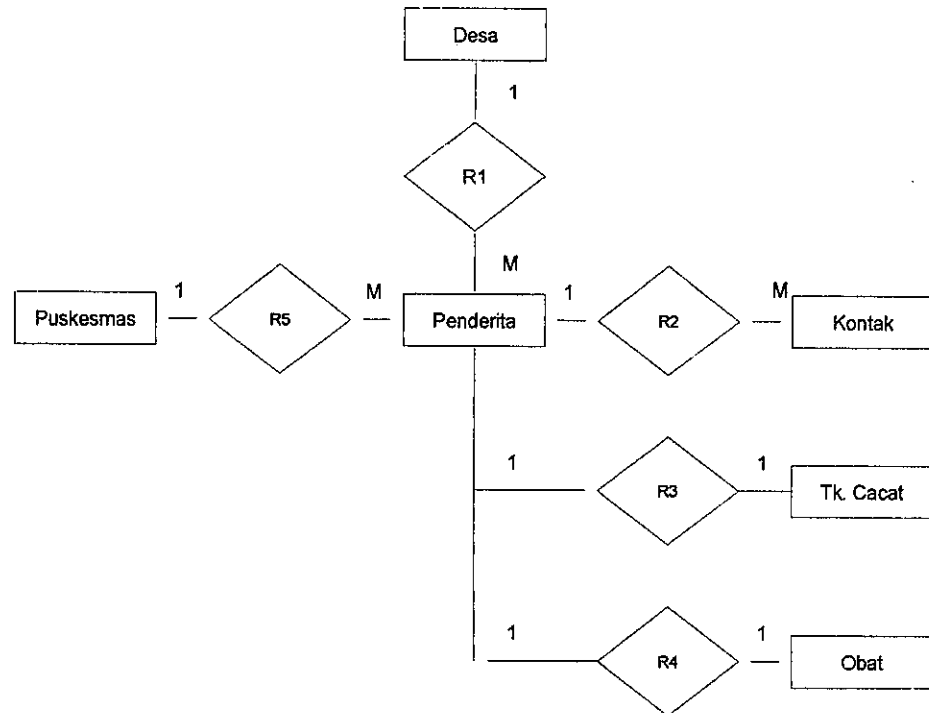 Desa
1
R1
M
Puskesmas 1 R5 M Penderita 1 R2 M Kontak
1 R3 1 Tk. Cacat
1 R4 1 Obat